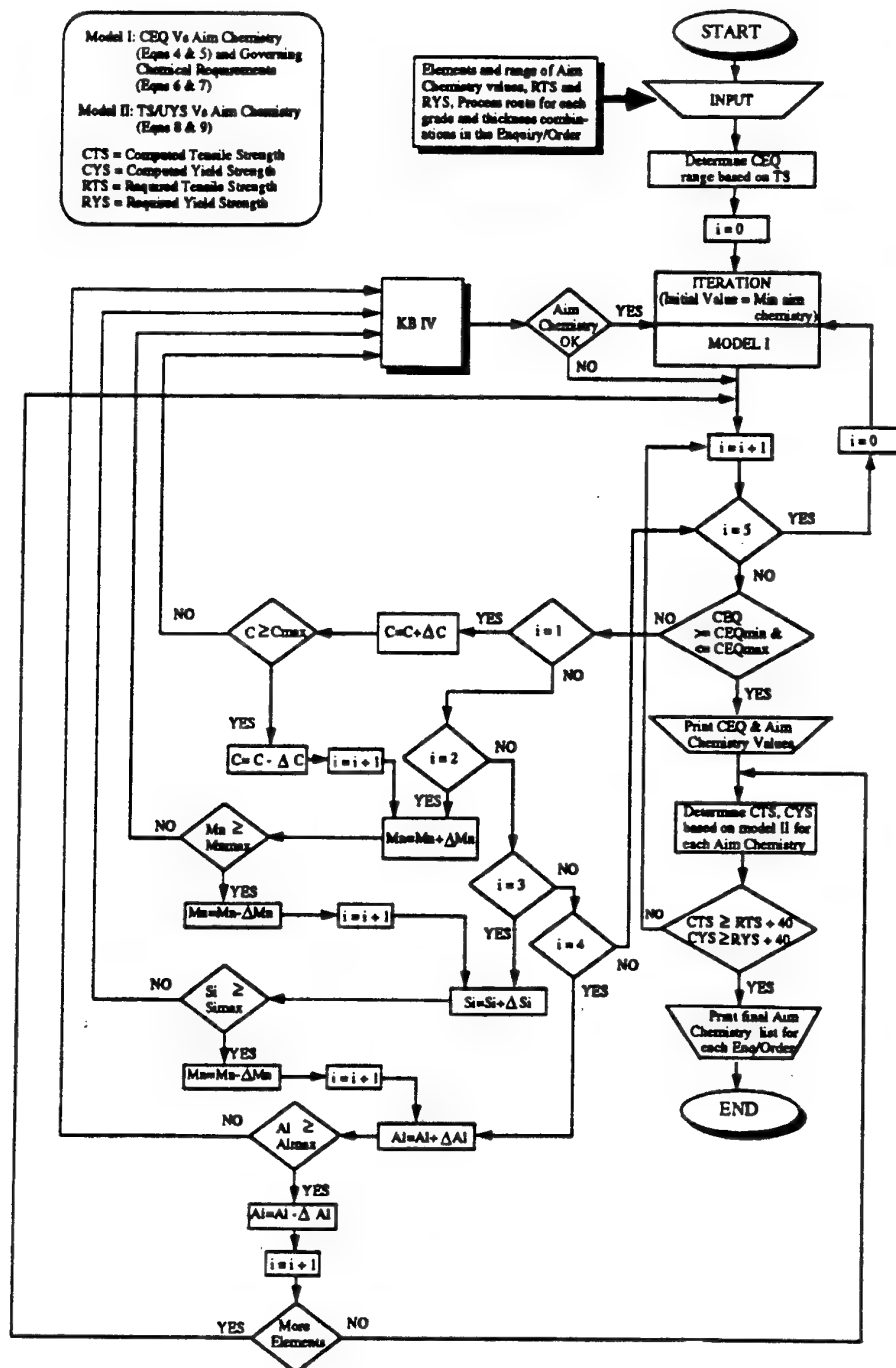 Model I: CEQ Vs Aim Chemistry
(Eqns 4 & 5) and Governing
Chemical Requirements
(Eqns 6 & 7)
Model II: TS/UYS Vs Aim Chemistry
(Eqns 8 & 9)
CTS = Computed Tensile Strength
CYS = Computed Yield Strength
RTS = Required Tensile Strength
RYS = Required Yield Strength
START
Elements and range of Aim
Chemistry values, RTS and
RYS, Process route for each
grade and thickness combin-
ations in the Enquiry/Order
INPUT
Determine CEQ
range based on TS
i=0
ITERATION
(Initial Value = Min aim
chemistry)
MODEL I
KB IV
Aim
Chemistry
OK
YES
NO
i = i + 1
i=0
i = 5
YES
NO
CEQ
>= CEQmin &
<= CEQmax
NO
YES
i = 1
YES
NO
C=C+ΔC
C ≥ Cmax
NO
YES
C= C - Δ C
i = i + 1
i = 2
NO
YES
Print CEQ & Aim
Chemistry Values
Mn=Mn+ΔMn
Mn ≥
Mnmax
NO
YES
Mn=Mn-ΔMn
i = i + 1
Determine CTS, CYS
based on model II for
each Aim Chemistry
i = 3
NO
YES
i = 4
NO
YES
CTS ≥ RTS + 40
CYS ≥ RYS + 40
NO
YES
Si=Si+ΔSi
Si ≥
Simax
NO
YES
Mn=Mn-ΔMn
i = i + 1
Print final Aim
Chemistry list for
each Enq/Order
END
Al=Al+ ΔAl
Al ≥
Almax
NO
YES
Al=Al -Δ Al
i = i + 1
More
Elements
YES
NO